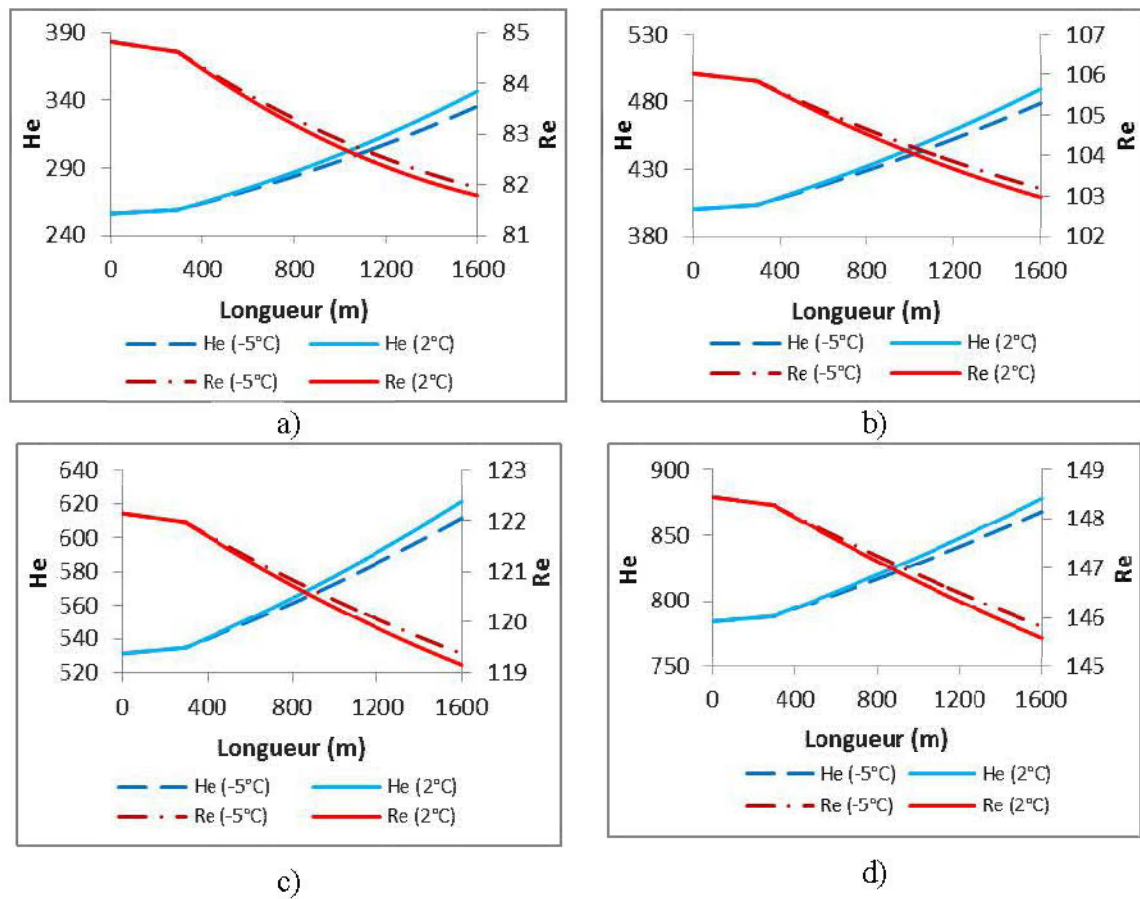 390
340
290
240
He
85
84
83
82
81
Re
0 400 800 1200 1600
Longueur (m)
He (-5°C) He (2°C)
Re (-5°C) Re (2°C)
a)
530
480
430
380
He
107
106
105
104
103
102
Re
0 400 800 1200 1600
Longueur (m)
He (-5°C) He (2°C)
Re (-5°C) Re (2°C)
b)
640
620
600
580
560
540
520
He
123
122
121
120
119
Re
0 400 800 1200 1600
Longueur (m)
He (-5°C) He (2°C)
Re (-5°C) Re (2°C)
c)
900
850
800
750
He
149
148
147
146
145
Re
0 400 800 1200 1600
Longueur (m)
He (-5°C) He (2°C)
Re (-5°C) Re (2°C)
d)